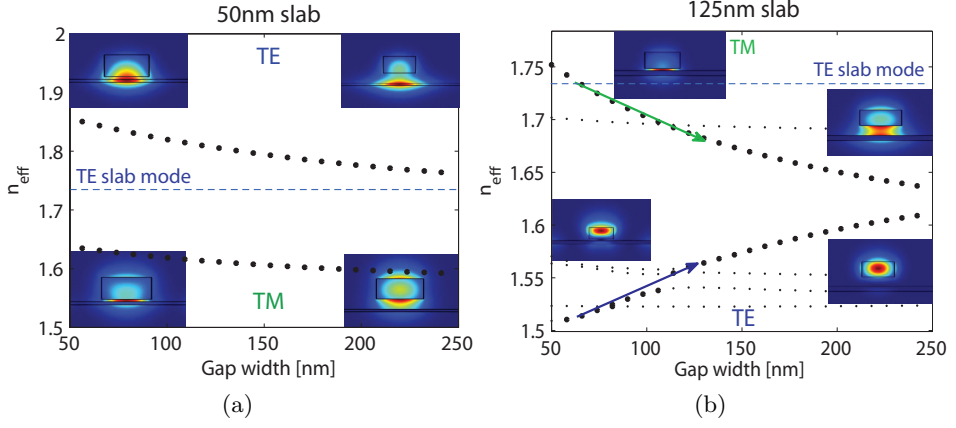 50nm slab
2
1.9
1.8
1.7
1.6
1.5
n_eff
TE
TE slab mode
TM
50
100
150
200
250
Gap width [nm]
(a)
125nm slab
1.75
1.7
1.65
1.6
1.55
1.5
n_eff
TM
TE slab mode
TE
50
100
150
200
250
Gap width [nm]
(b)